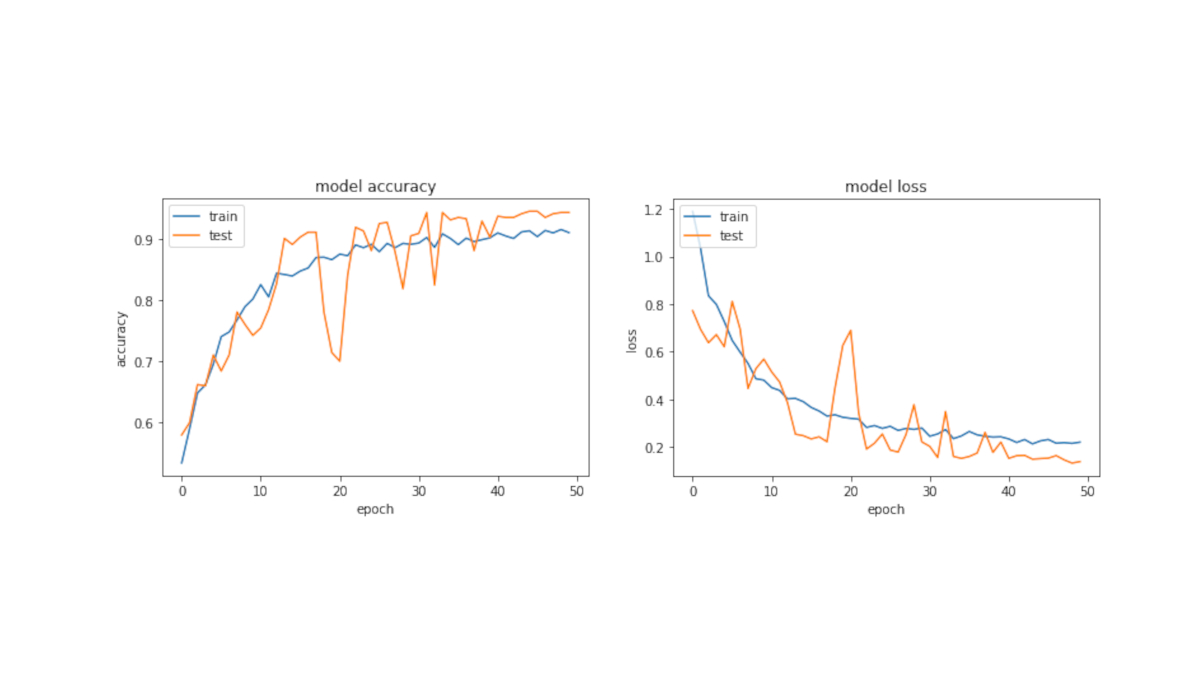 model accuracy
train
test
0.9
0.8
0.7
0.6
accuracy
0 10 20 30 40 50
epoch
model loss
train
test
1.2
1.0
0.8
0.6
0.4
0.2
loss
0 10 20 30 40 50
epoch